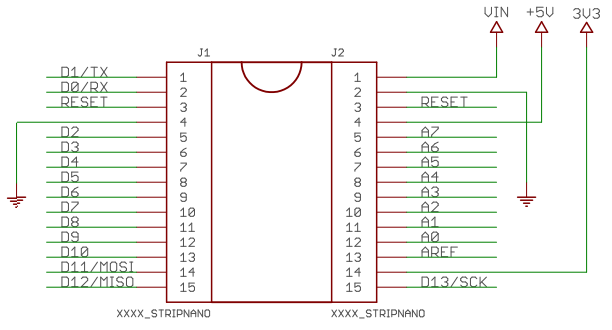 VIN +5V 3V3
J1 J2
D1/TX 1 1
D0/RX 2 2
RESET 3 3 RESET
4 4
D2 5 5 A7
D3 6 6 A6
D4 7 7 A5
D5 8 8 A4
D6 9 9 A3
D7 10 10 A2
D8 11 11 A1
D9 12 12 A0
D10 13 13 AREF
D11/MOSI 14 14
D12/MISO 15 15 D13/SCK
XXXX_STRIPNANO XXXX_STRIPNANO